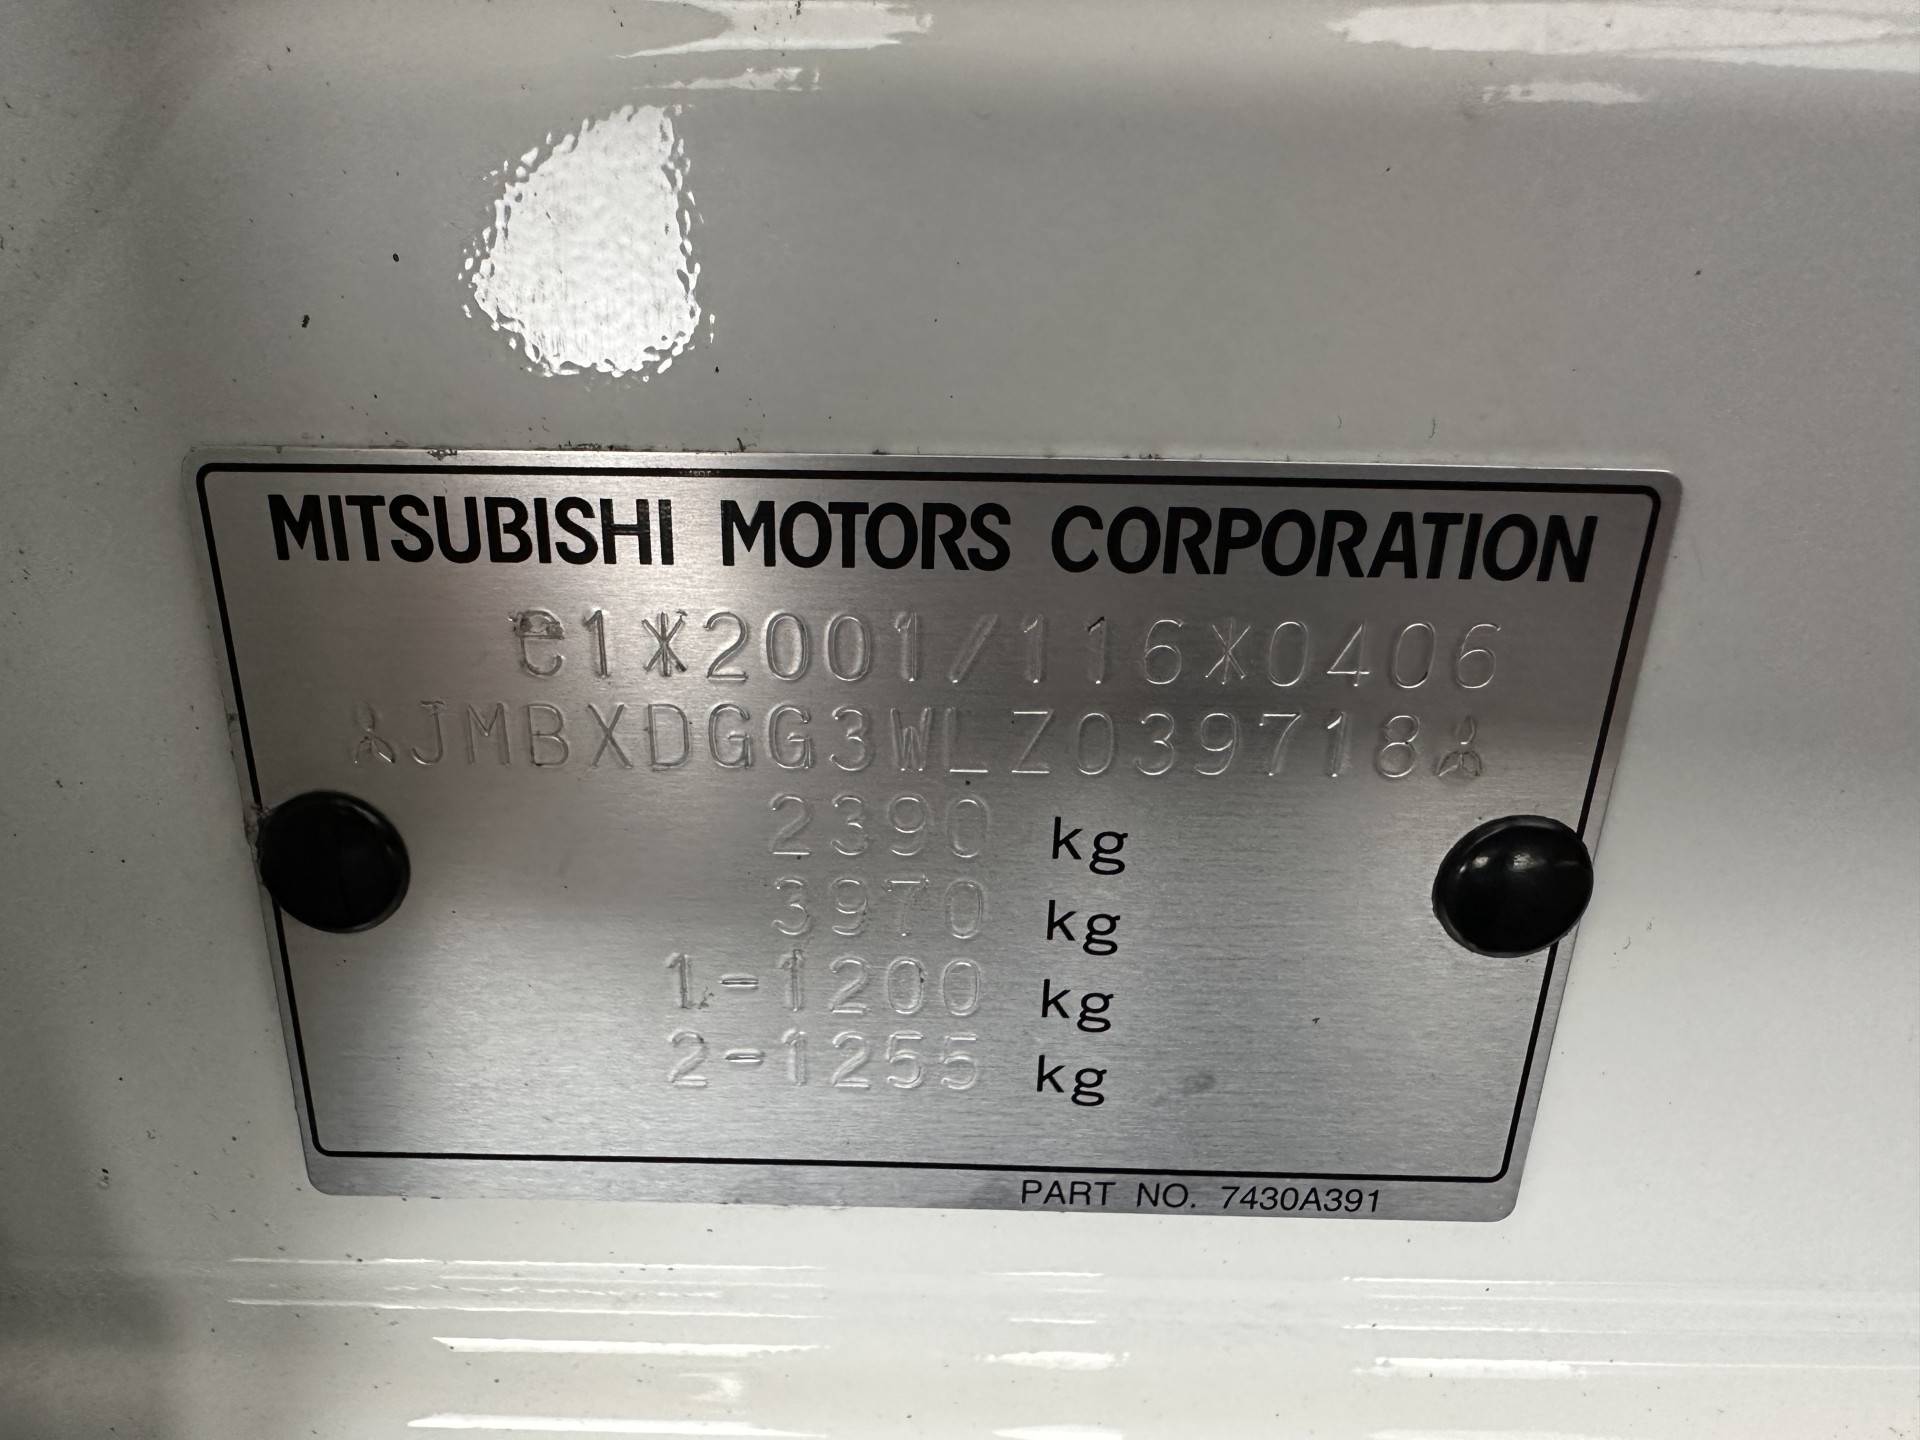 MITSUBISHI MOTORS CORPORATION
e1*2001/116*0406
JMBXDGG3WLZ039718
2390 kg
3970 kg
1-1200 kg
2-1255 kg
PART NO. 7430A391